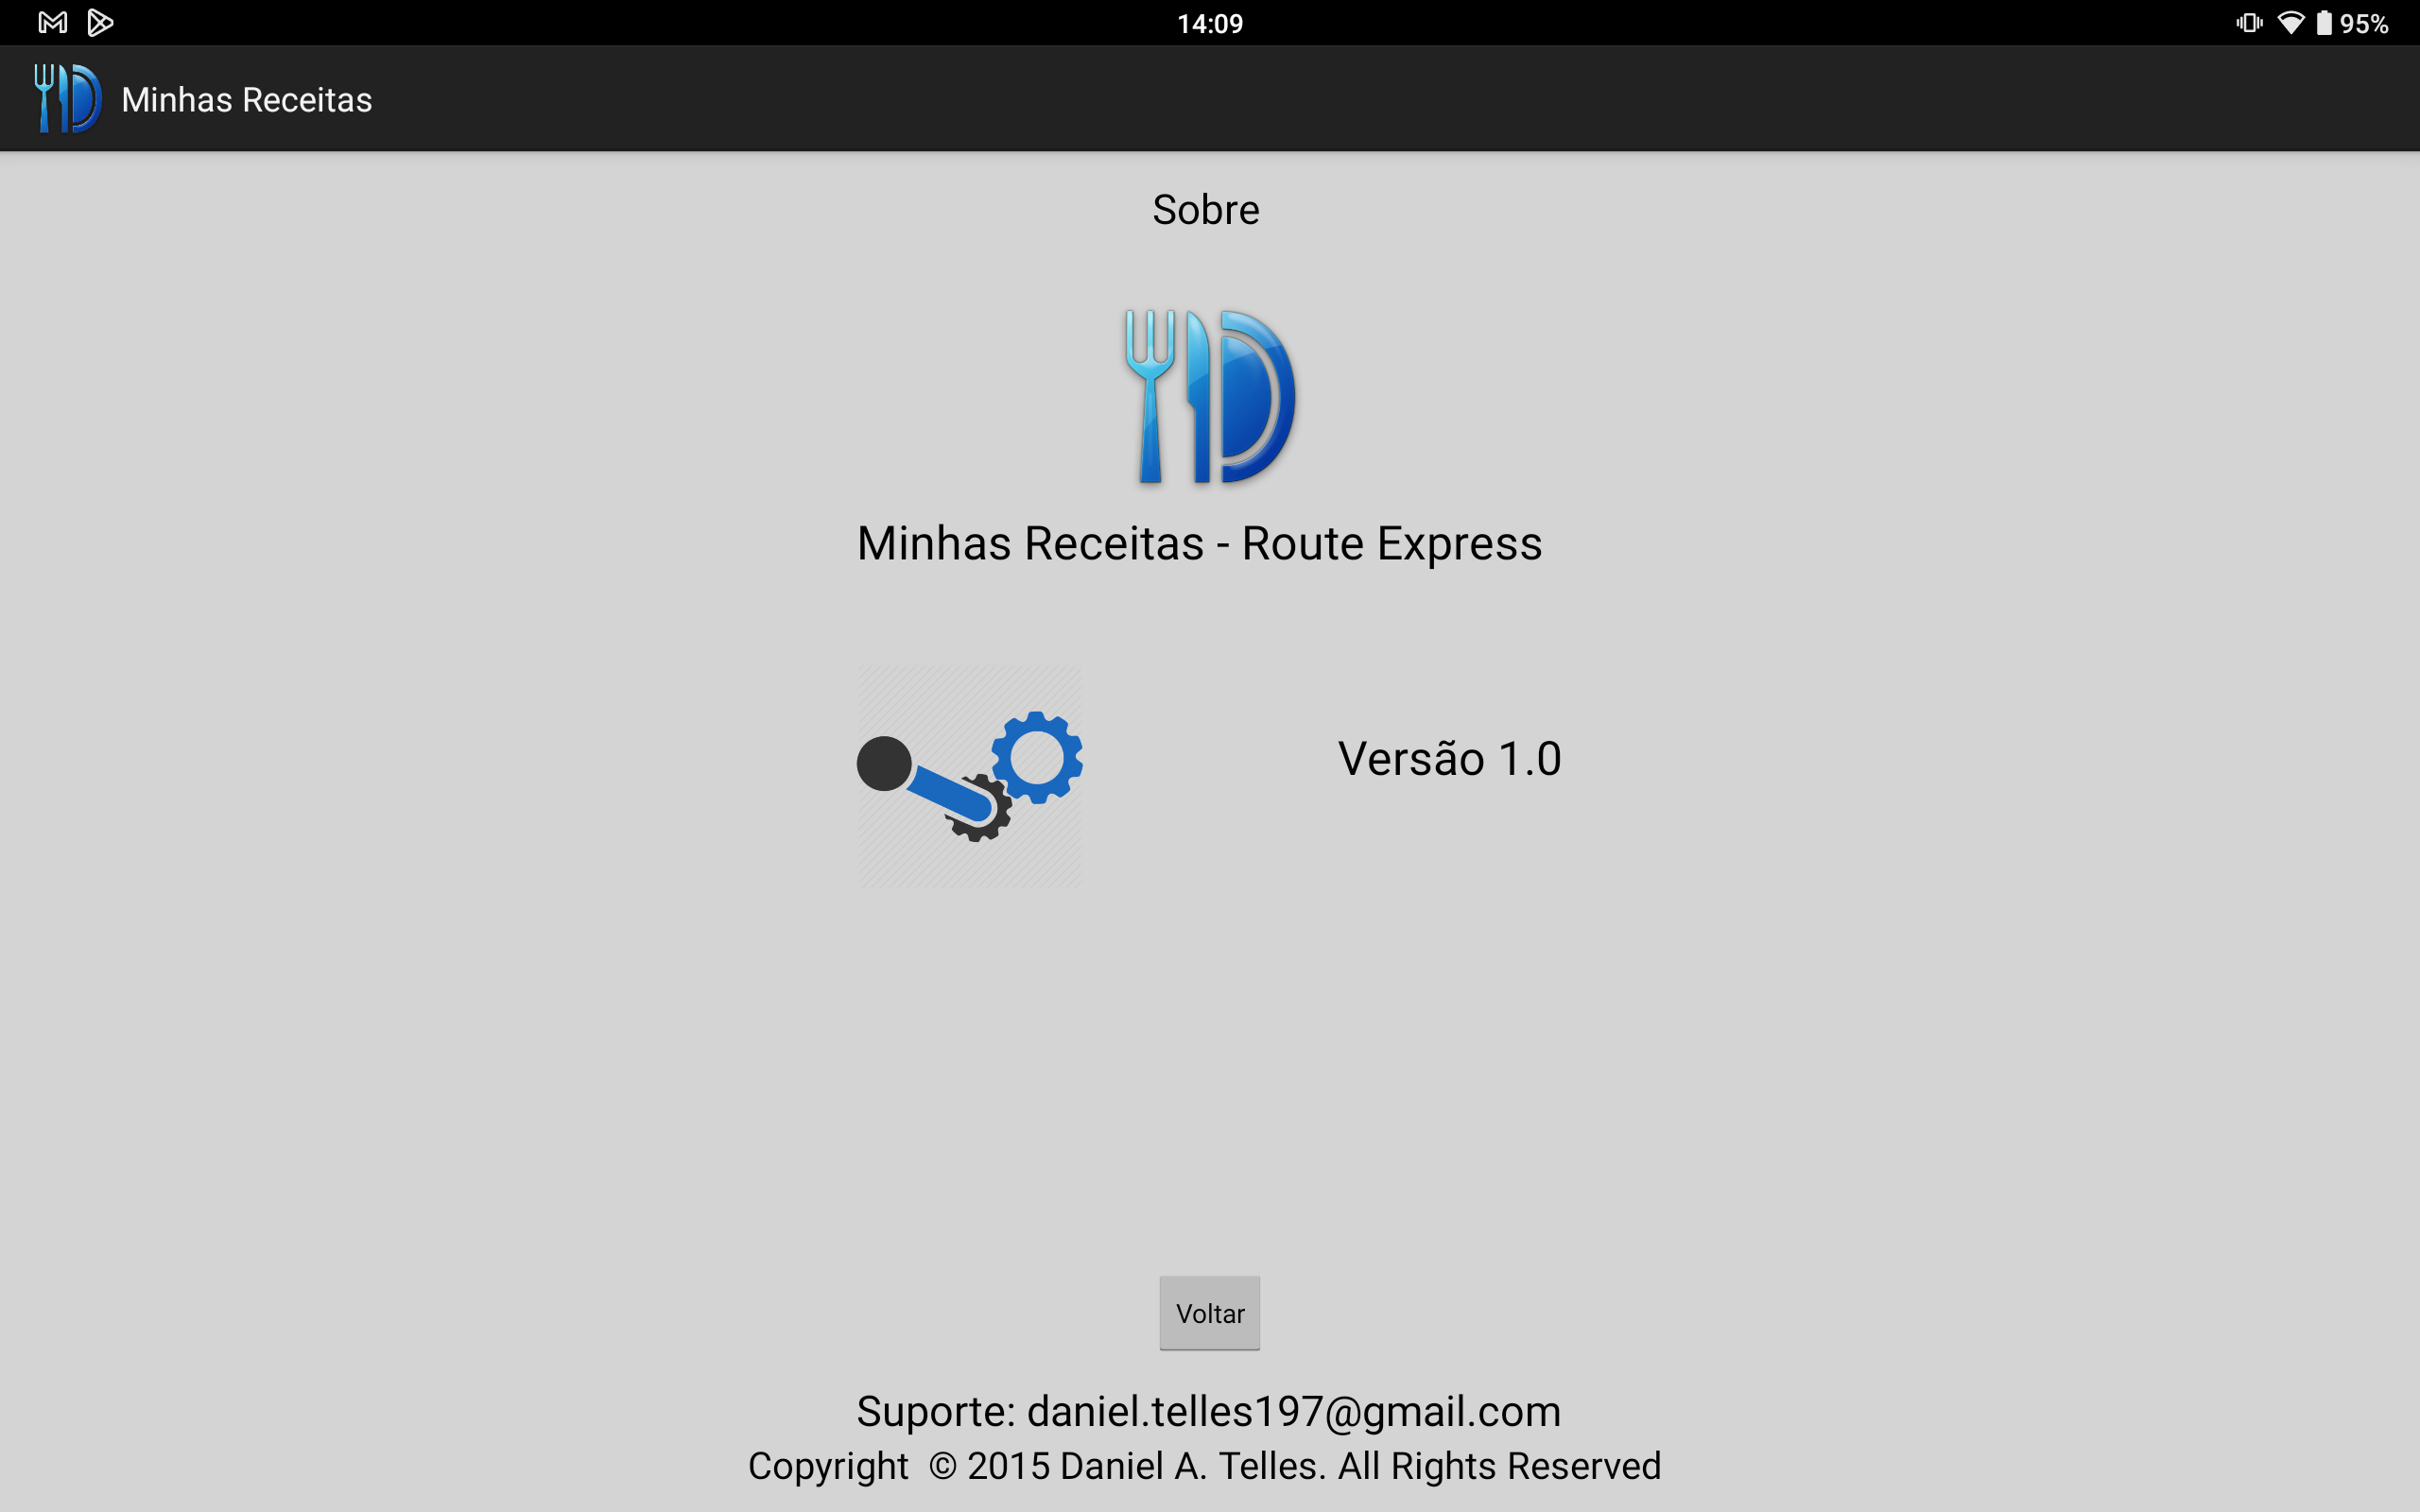 14:09
95%
Minhas Receitas
Sobre
Minhas Receitas - Route Express
Versão 1.0
Voltar
Suporte: daniel.telles197@gmail.com
Copyright © 2015 Daniel A. Telles. All Rights Reserved